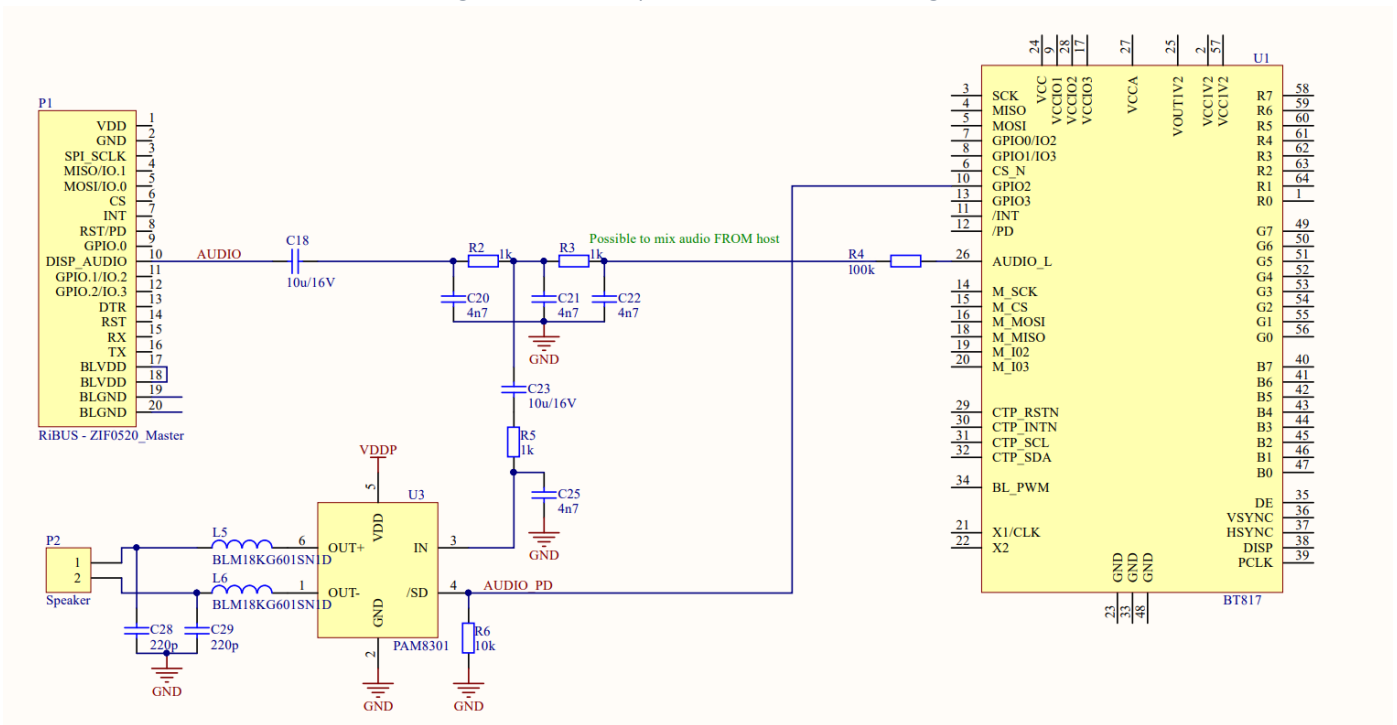 P1
VDD 1
GND 2
SPI_SCLK 3
MISO/IO.1 4
MOSI/IO.0 5
CS 6
INT 7
RST/PD 8
GPIO.0 9
DISP_AUDIO 10
GPIO.1/IO.2 11
GPIO.2/IO.3 12
DTR 13
RST 14
RX 15
TX 16
BLVDD 17
BLVDD 18
BLGND 19
BLGND 20
RiBUS - ZIF0520_Master
AUDIO
C18
10u/16V
R2
1k
R3
1k
Possible to mix audio FROM host
C20
4n7
C21
4n7
C22
4n7
GND
R4
100k
C23
10u/16V
R5
1k
C25
4n7
GND
VDDP
5
U3
VDD
OUT+ 6
OUT- 1
IN 3
/SD 4
GND
2
PAM8301
GND
AUDIO_PD
R6
10k
GND
L5
BLM18KG601SN1D
L6
BLM18KG601SN1D
P2
1
2
Speaker
C28
220p
C29
220p
GND
U1
24 VCC
9 VCCIO1
28 VCCIO2
17 VCCIO3
27 VCCA
25 VOUT1V2
2 VCC1V2
57 VCC1V2
3 SCK
4 MISO
5 MOSI
7 GPIO0/IO2
8 GPIO1/IO3
6 CS_N
10 GPIO2
13 GPIO3
11 /INT
12 /PD
26 AUDIO_L
14 M_SCK
15 M_CS
16 M_MOSI
18 M_MISO
19 M_I02
20 M_I03
29 CTP_RSTN
30 CTP_INTN
31 CTP_SCL
32 CTP_SDA
34 BL_PWM
21 X1/CLK
22 X2
R7 58
R6 59
R5 60
R4 61
R3 62
R2 63
R1 64
R0 1
G7 49
G6 50
G5 51
G4 52
G3 53
G2 54
G1 55
G0 56
B7 40
B6 41
B5 42
B4 43
B3 44
B2 45
B1 46
B0 47
DE 35
VSYNC 36
HSYNC 37
DISP 38
PCLK 39
GND 23
GND 33
GND 48
BT817